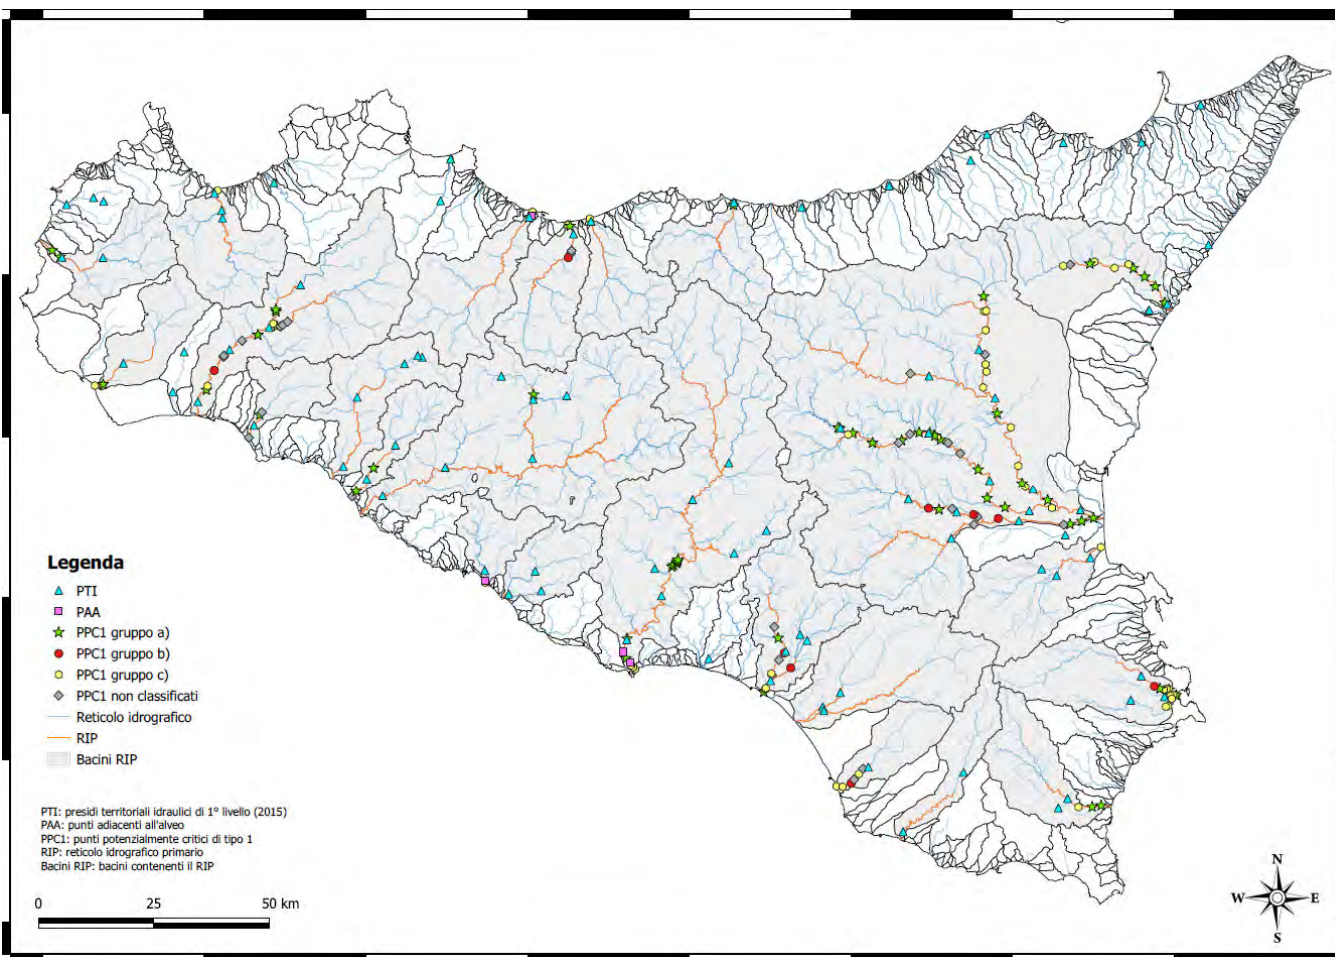 Legenda
PTI
PAA
PPC1 gruppo a)
PPC1 gruppo b)
PPC1 gruppo c)
PPC1 non classificati
Reticolo idrografico
RIP
Bacini RIP
PTI: presidi territoriali idraulici di 1° livello (2015)
PAA: punti adiacenti all'alveo
PPC1: punti potenzialmente critici di tipo 1
RIP: reticolo idrografico primario
Bacini RIP: bacini contenenti il RIP
0 25 50 km
N
W E
S